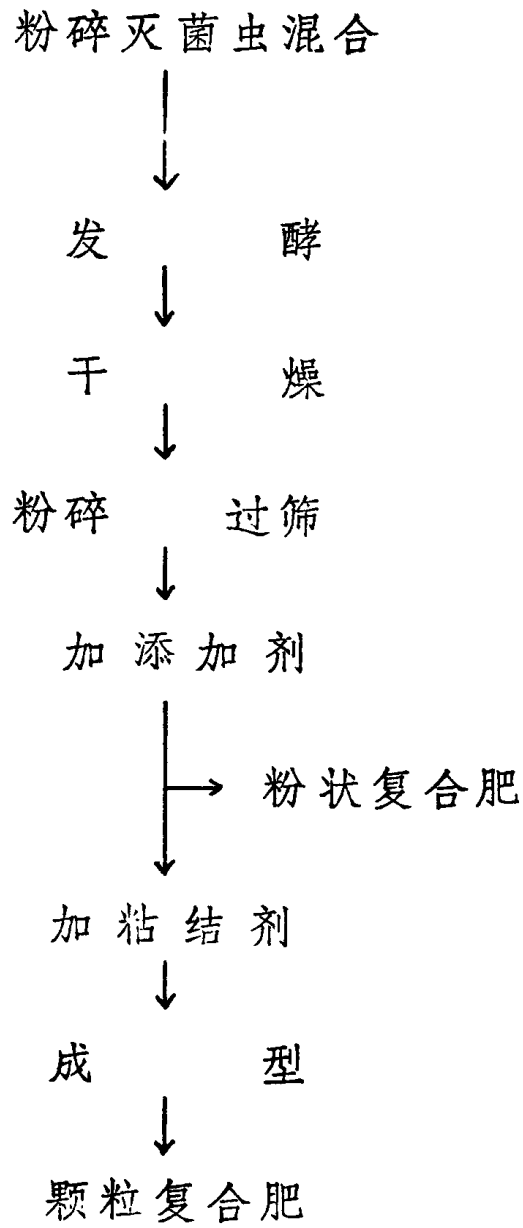 粉碎灭菌虫混合
发 酵
干 燥
粉碎 过筛
加添加剂
粉状复合肥
加粘结剂
成 型
颗粒复合肥